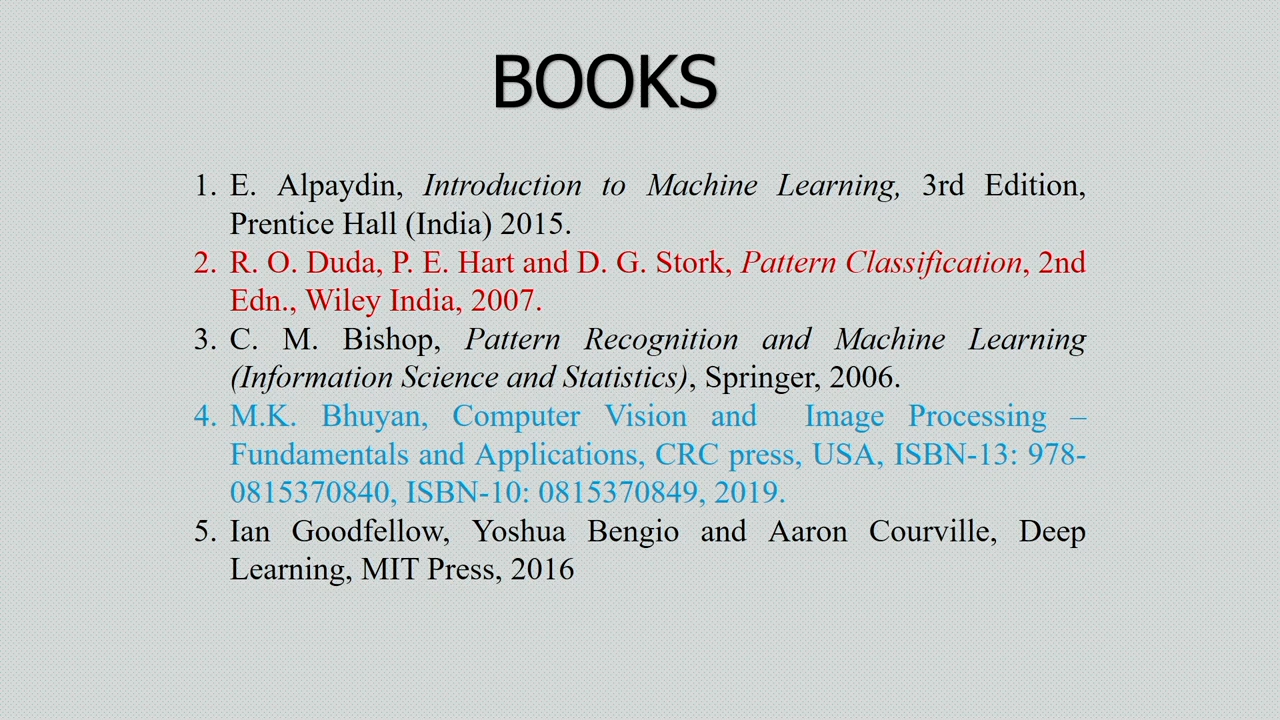 BOOKS
1. E. Alpaydin, Introduction to Machine Learning, 3rd Edition,
Prentice Hall (India) 2015.
2. R. O. Duda, P. E. Hart and D. G. Stork, Pattern Classification, 2nd
Edn., Wiley India, 2007.
3. C. M. Bishop, Pattern Recognition and Machine Learning
(Information Science and Statistics), Springer, 2006.
4. M.K. Bhuyan, Computer Vision and Image Processing –
Fundamentals and Applications, CRC press, USA, ISBN-13: 978-
0815370840, ISBN-10: 0815370849, 2019.
5. Ian Goodfellow, Yoshua Bengio and Aaron Courville, Deep
Learning, MIT Press, 2016